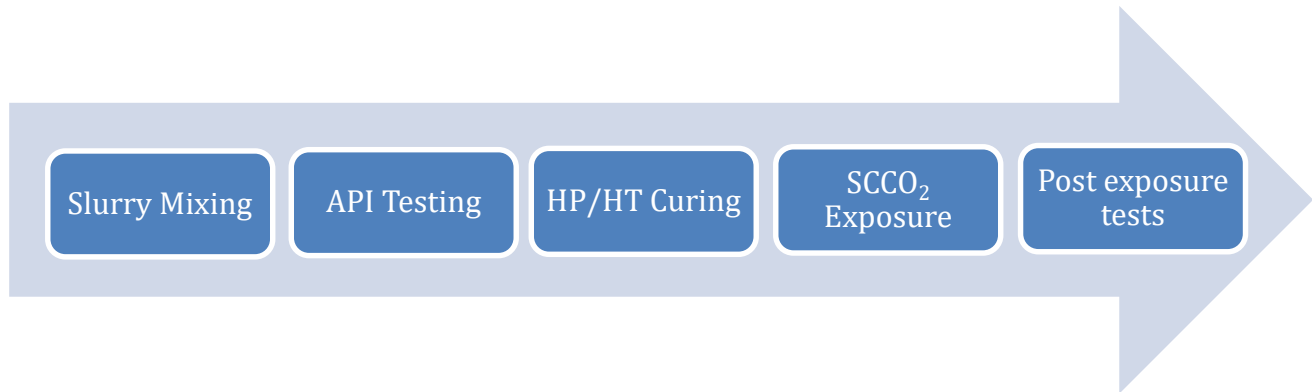 Slurry Mixing
API Testing
HP/HT Curing
SCCO₂
Exposure
Post exposure
tests